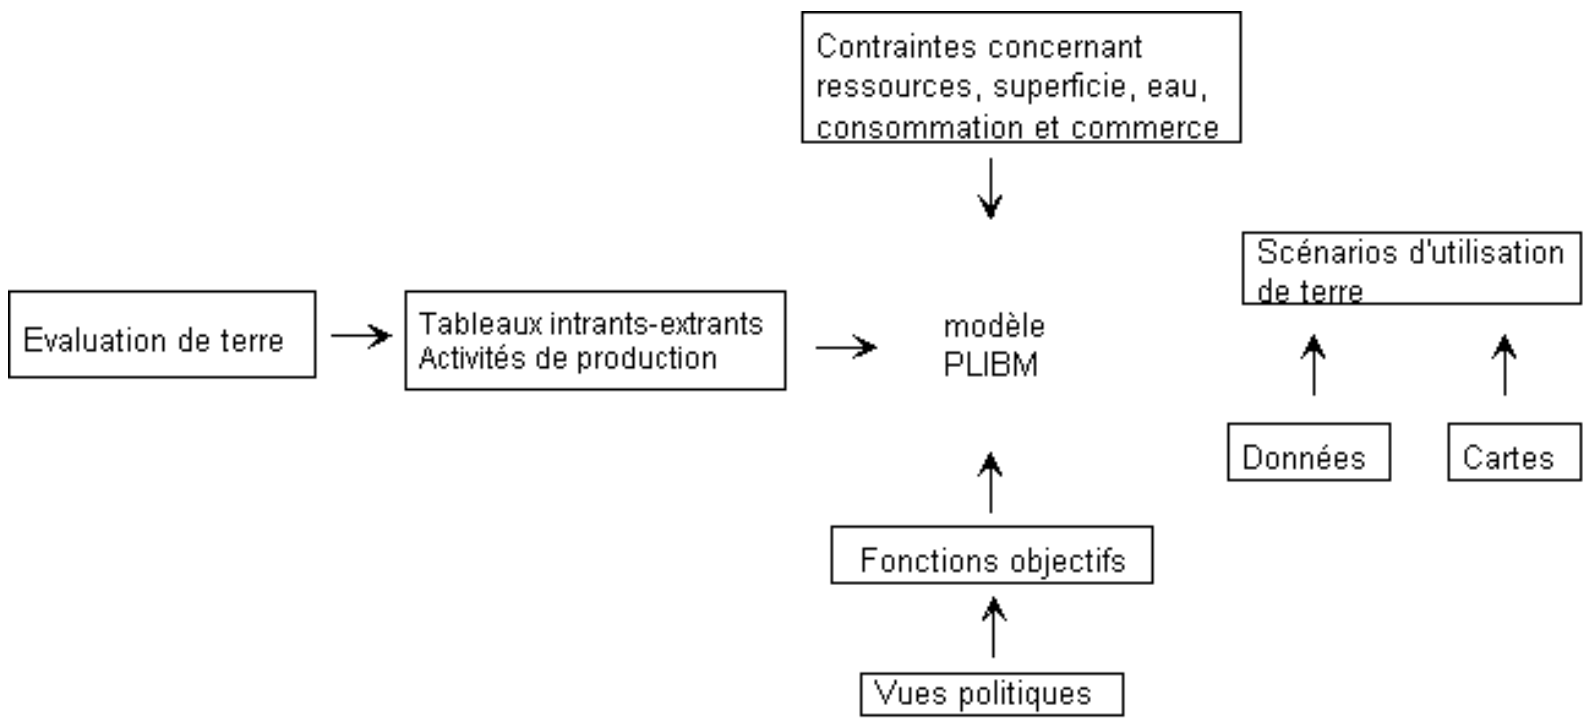 Contraintes concernant
ressources, superficie, eau,
consommation et commerce
Scénarios d'utilisation
de terre
Evaluation de terre
Tableaux intrants-extrants
Activités de production
modèle
PLIBM
Données
Cartes
Fonctions objectifs
Vues politiques